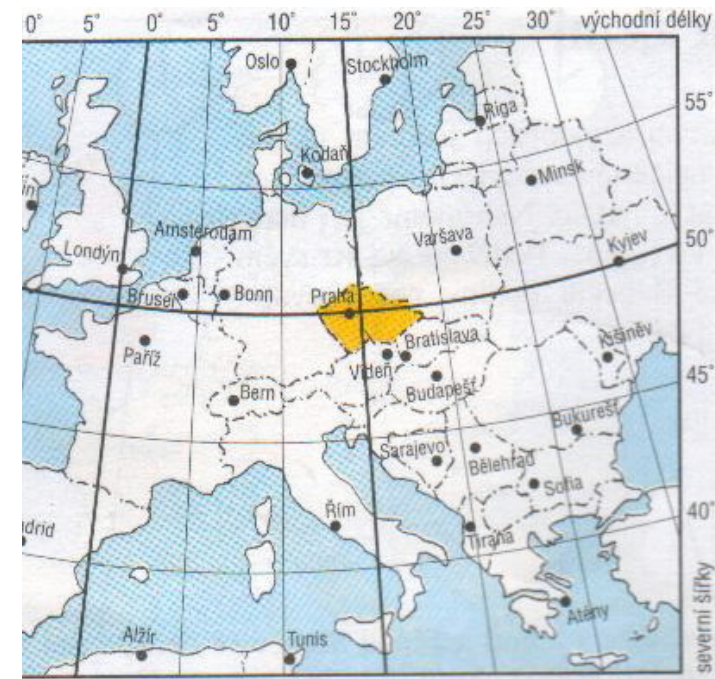 0° 5° 0° 5° 10° 15° 20° 25° 30° východní délky
Oslo
Stockholm
55°
Riga
Kodaň
Minsk
Amsterodam
Varšava
Kyjev
50°
Londýn
Brusel
Bonn
Praha
Paříž
Bratislava
Vídeň
Kišiněv
Budapešť
45°
Bern
Bukurešť
Sarajevo
Bělehrad
Sofia
Řím
Tirana
40°
Atény
severní šířky
Alžír
Tunis